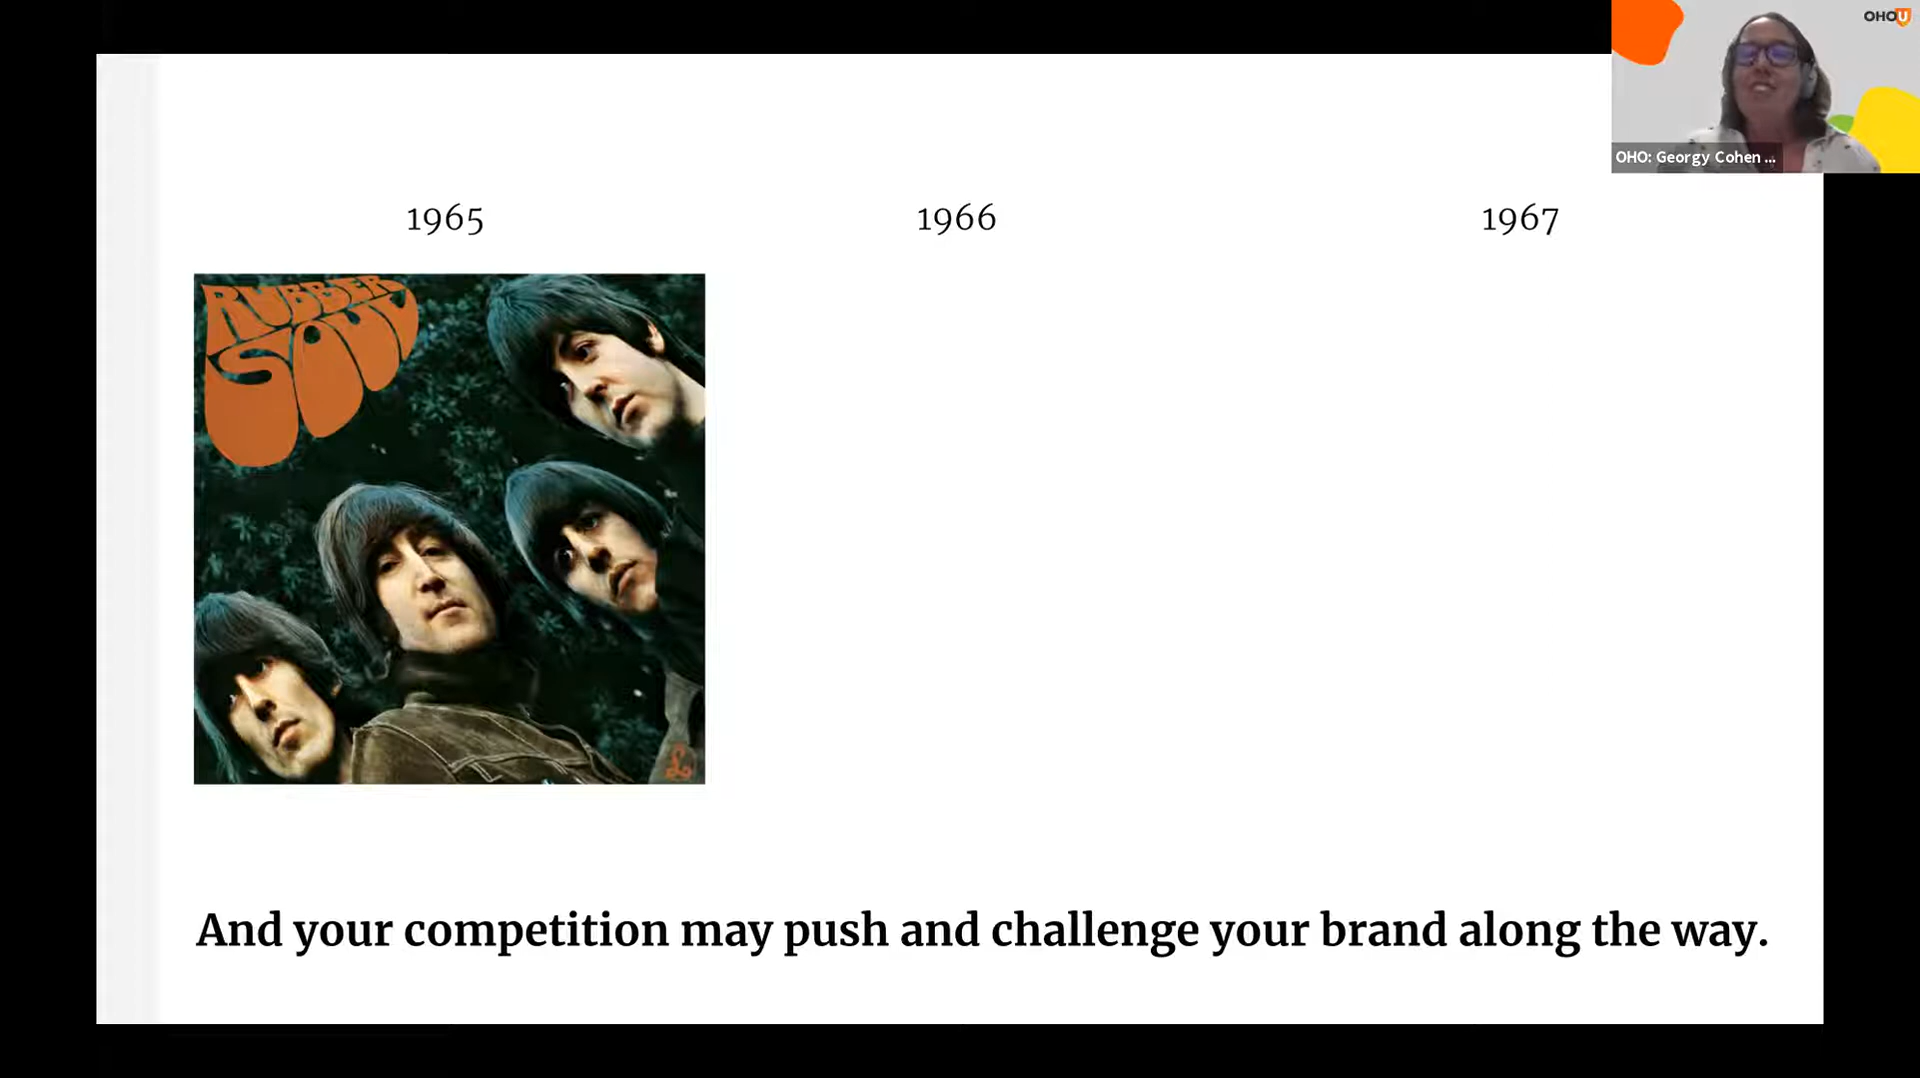 OHO U
OHO: Georgy Cohen ...
1965 1966 1967
RUBBER
SOUL
And your competition may push and challenge your brand along the way.